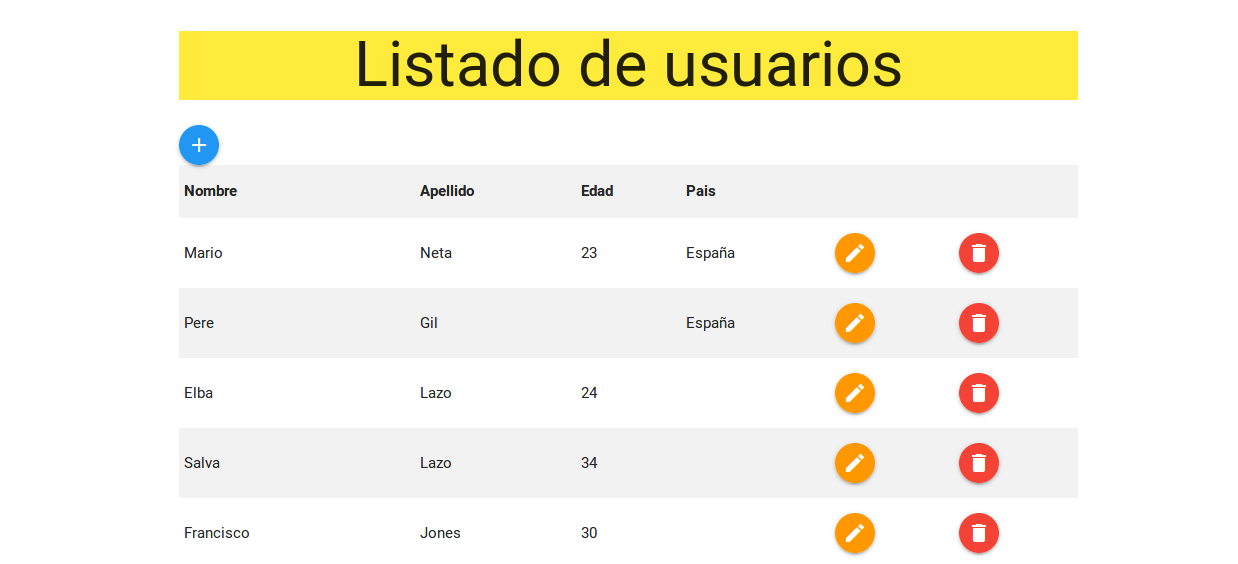 Listado de usuarios
Nombre Apellido Edad Pais
Mario Neta 23 España
Pere Gil España
Elba Lazo 24
Salva Lazo 34
Francisco Jones 30